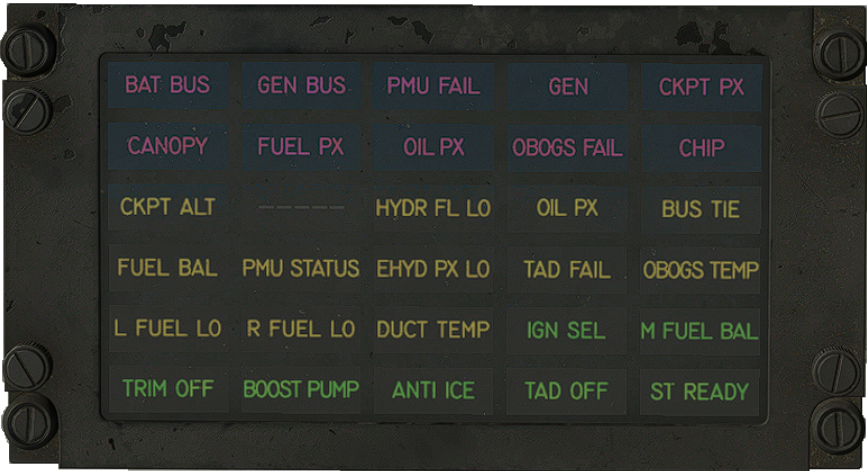 BAT BUS GEN BUS PMU FAIL GEN CKPT PX
CANOPY FUEL PX OIL PX OBOGS FAIL CHIP
CKPT ALT ----- HYDR FL LO OIL PX BUS TIE
FUEL BAL PMU STATUS EHYD PX LO TAD FAIL OBOGS TEMP
L FUEL LO R FUEL LO DUCT TEMP IGN SEL M FUEL BAL
TRIM OFF BOOST PUMP ANTI ICE TAD OFF ST READY